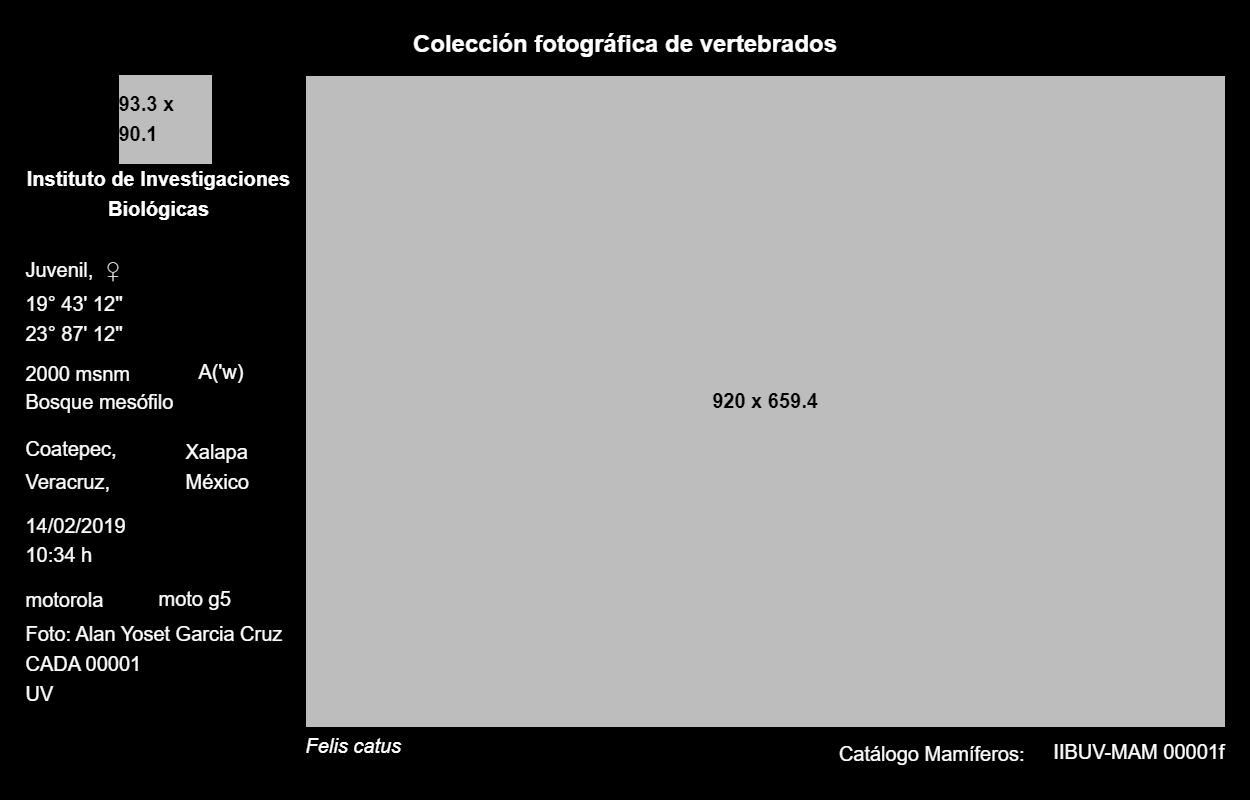 Colección fotográfica de vertebrados
93.3 x
90.1
Instituto de Investigaciones
Biológicas
Juvenil, ♀
19° 43' 12"
23° 87' 12"
2000 msnm A('w)
Bosque mesófilo
Coatepec, Xalapa
Veracruz, México
14/02/2019
10:34 h
motorola moto g5
Foto: Alan Yoset Garcia Cruz
CADA 00001
UV
920 x 659.4
Felis catus
Catálogo Mamíferos: IIBUV-MAM 00001f